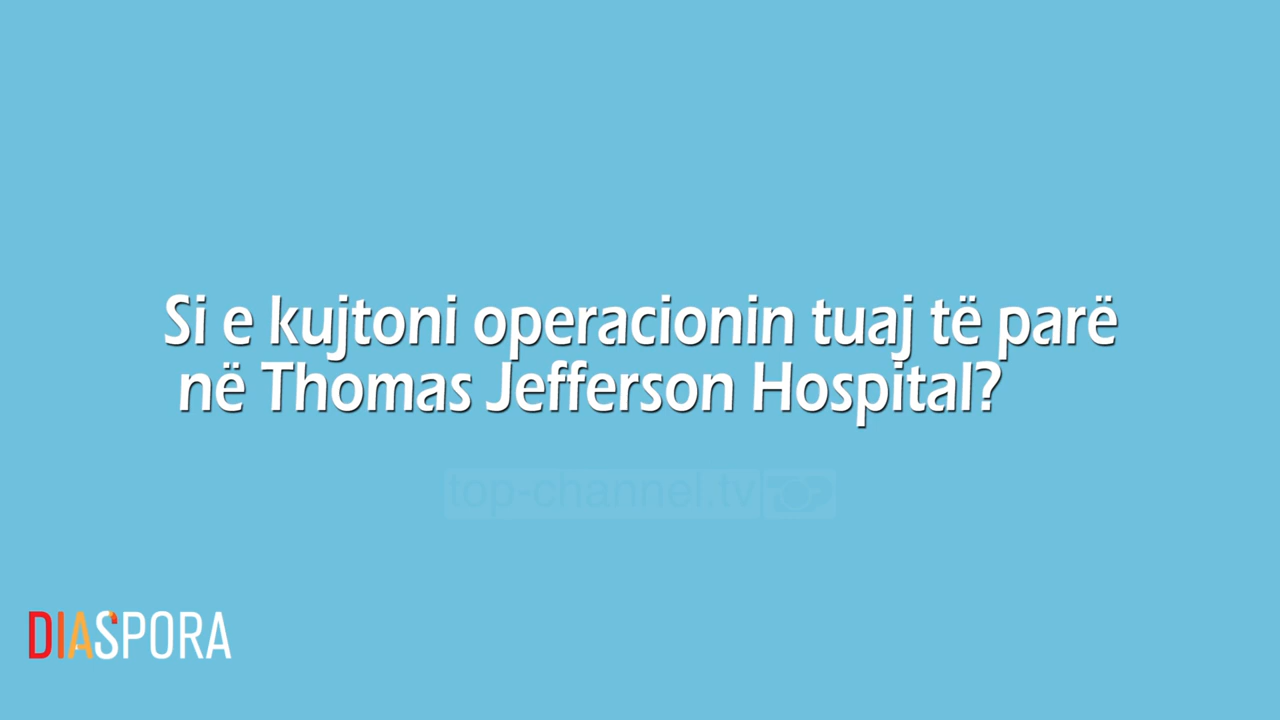 Si e kujtoni operacionin tuaj të parë
në Thomas Jefferson Hospital?
top-channel.tv
DIASPORA